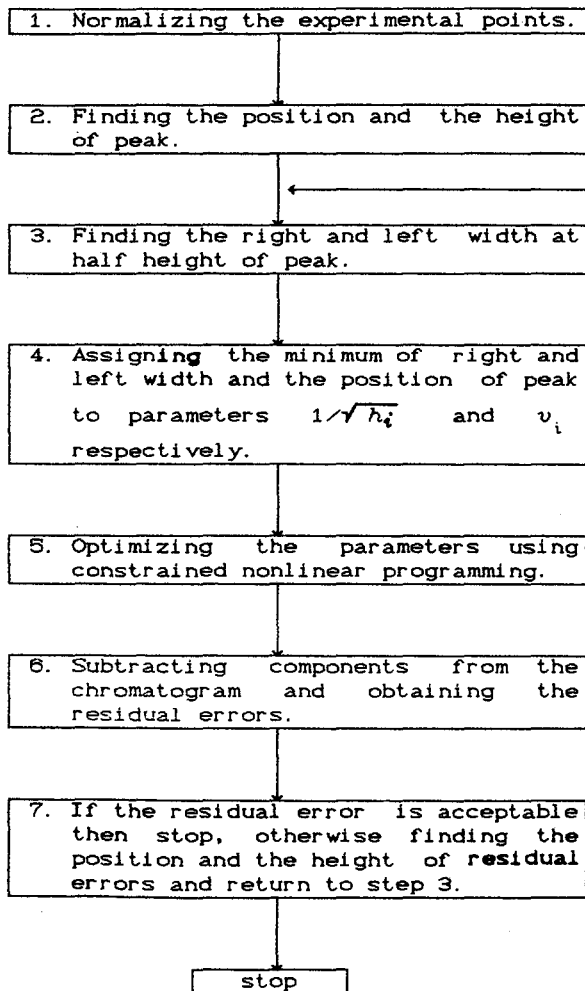 1. Normalizing the experimental points.
2. Finding the position and the height
of peak.
3. Finding the right and left width at
half height of peak.
4. Assigning the minimum of right and
left width and the position of peak
to parameters 1/√hᵢ and vᵢ
respectively.
5. Optimizing the parameters using
constrained nonlinear programming.
6. Subtracting components from the
chromatogram and obtaining the
residual errors.
7. If the residual error is acceptable
then stop, otherwise finding the
position and the height of residual
errors and return to step 3.
stop